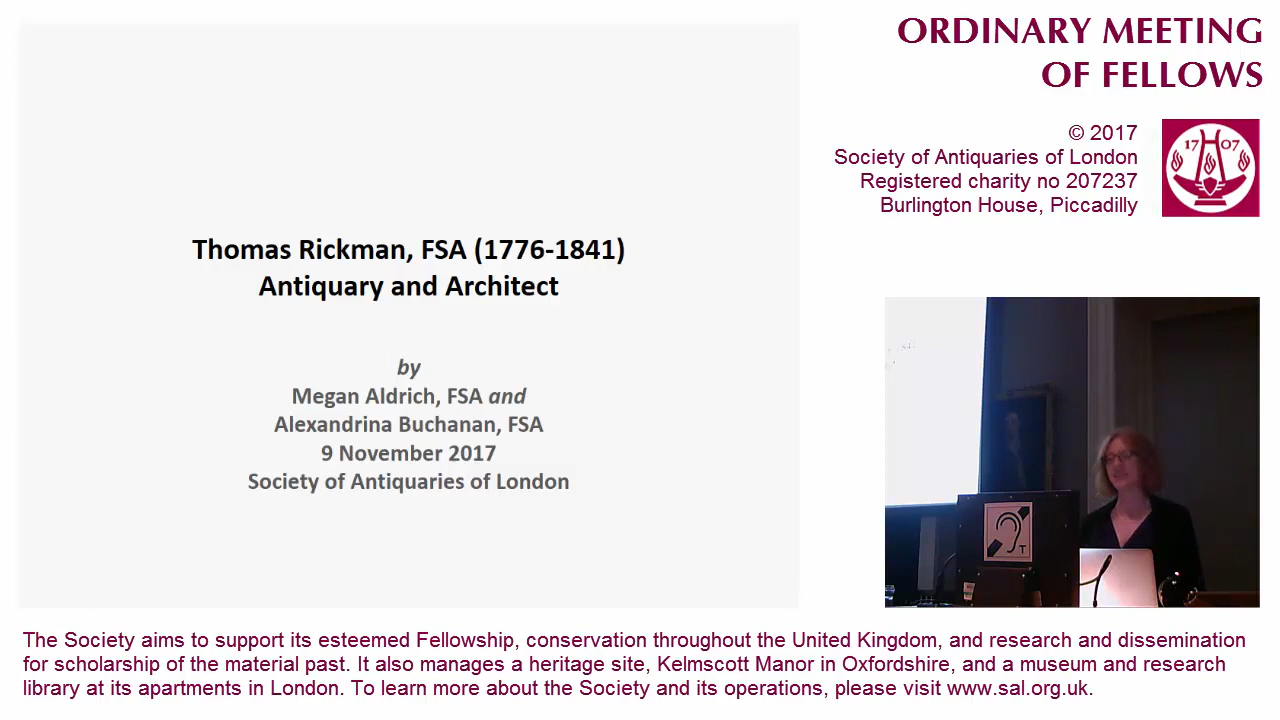 ORDINARY MEETING
OF FELLOWS
© 2017
Society of Antiquaries of London
Registered charity no 207237
Burlington House, Piccadilly
1707
Thomas Rickman, FSA (1776-1841)
Antiquary and Architect
by
Megan Aldrich, FSA and
Alexandrina Buchanan, FSA
9 November 2017
Society of Antiquaries of London
T
The Society aims to support its esteemed Fellowship, conservation throughout the United Kingdom, and research and dissemination
for scholarship of the material past. It also manages a heritage site, Kelmscott Manor in Oxfordshire, and a museum and research
library at its apartments in London. To learn more about the Society and its operations, please visit www.sal.org.uk.